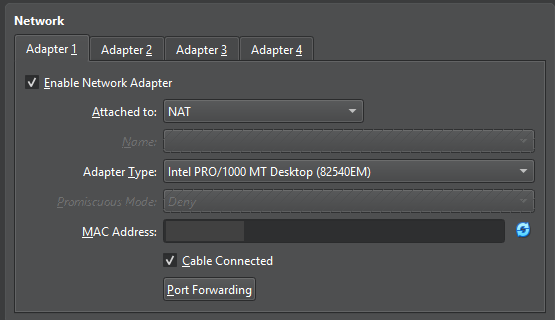 Network
Adapter 1 Adapter 2 Adapter 3 Adapter 4
Enable Network Adapter
Attached to: NAT
Name:
Adapter Type: Intel PRO/1000 MT Desktop (82540EM)
Promiscuous Mode: Deny
MAC Address:
Cable Connected
Port Forwarding